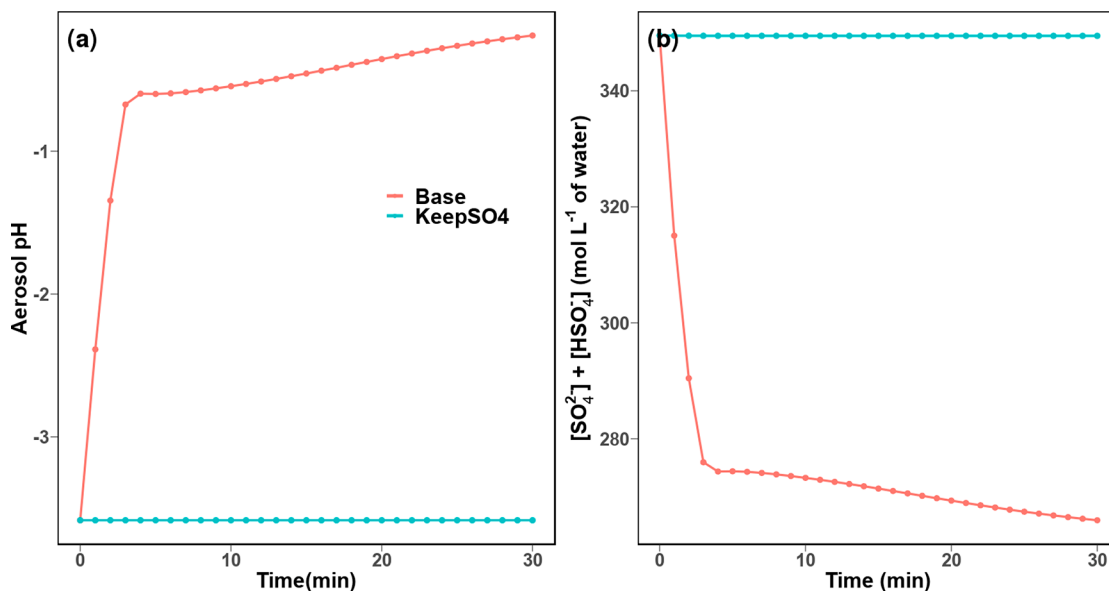 (a)
-1
-2
-3
Aerosol pH
Base
KeepSO4
0
10
20
30
Time(min)
(b)
340
320
300
280
[SO₄²⁻] + [HSO₄⁻] (mol L⁻¹ of water)
0
10
20
30
Time (min)